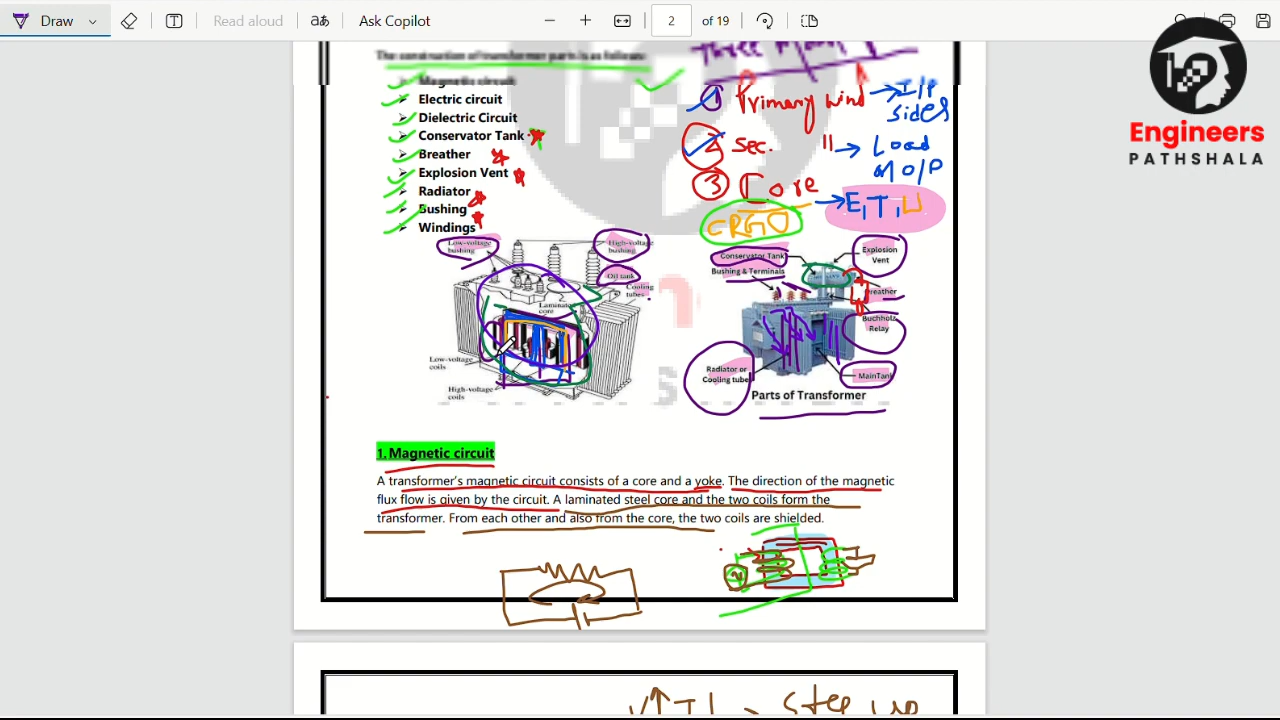 Draw
Read aloud
Ask Copilot
2 of 19
The construction of transformer parts is as follows:
Magnetic circuit
Electric circuit
Dielectric Circuit
Conservator Tank
Breather
Explosion Vent
Radiator
Bushing
Windings
Three Main
1 Primary wind → I/P sides
2 Sec. 11 → Load or O/P
3 Core → E, T, U
CRGO
Low-voltage bushing
High-voltage bushing
Oil tank
Cooling tubes
Laminated core
Low-voltage coils
High-voltage coils
Conservator Tank
Bushing & Terminals
Explosion Vent
Breather
Buchholz Relay
Radiator or Cooling tube
Main Tank
Parts of Transformer
1. Magnetic circuit
A transformer's magnetic circuit consists of a core and a yoke. The direction of the magnetic
flux flow is given by the circuit. A laminated steel core and the two coils form the
transformer. From each other and also from the core, the two coils are shielded.
Step up
Engineers
PATHSHALA